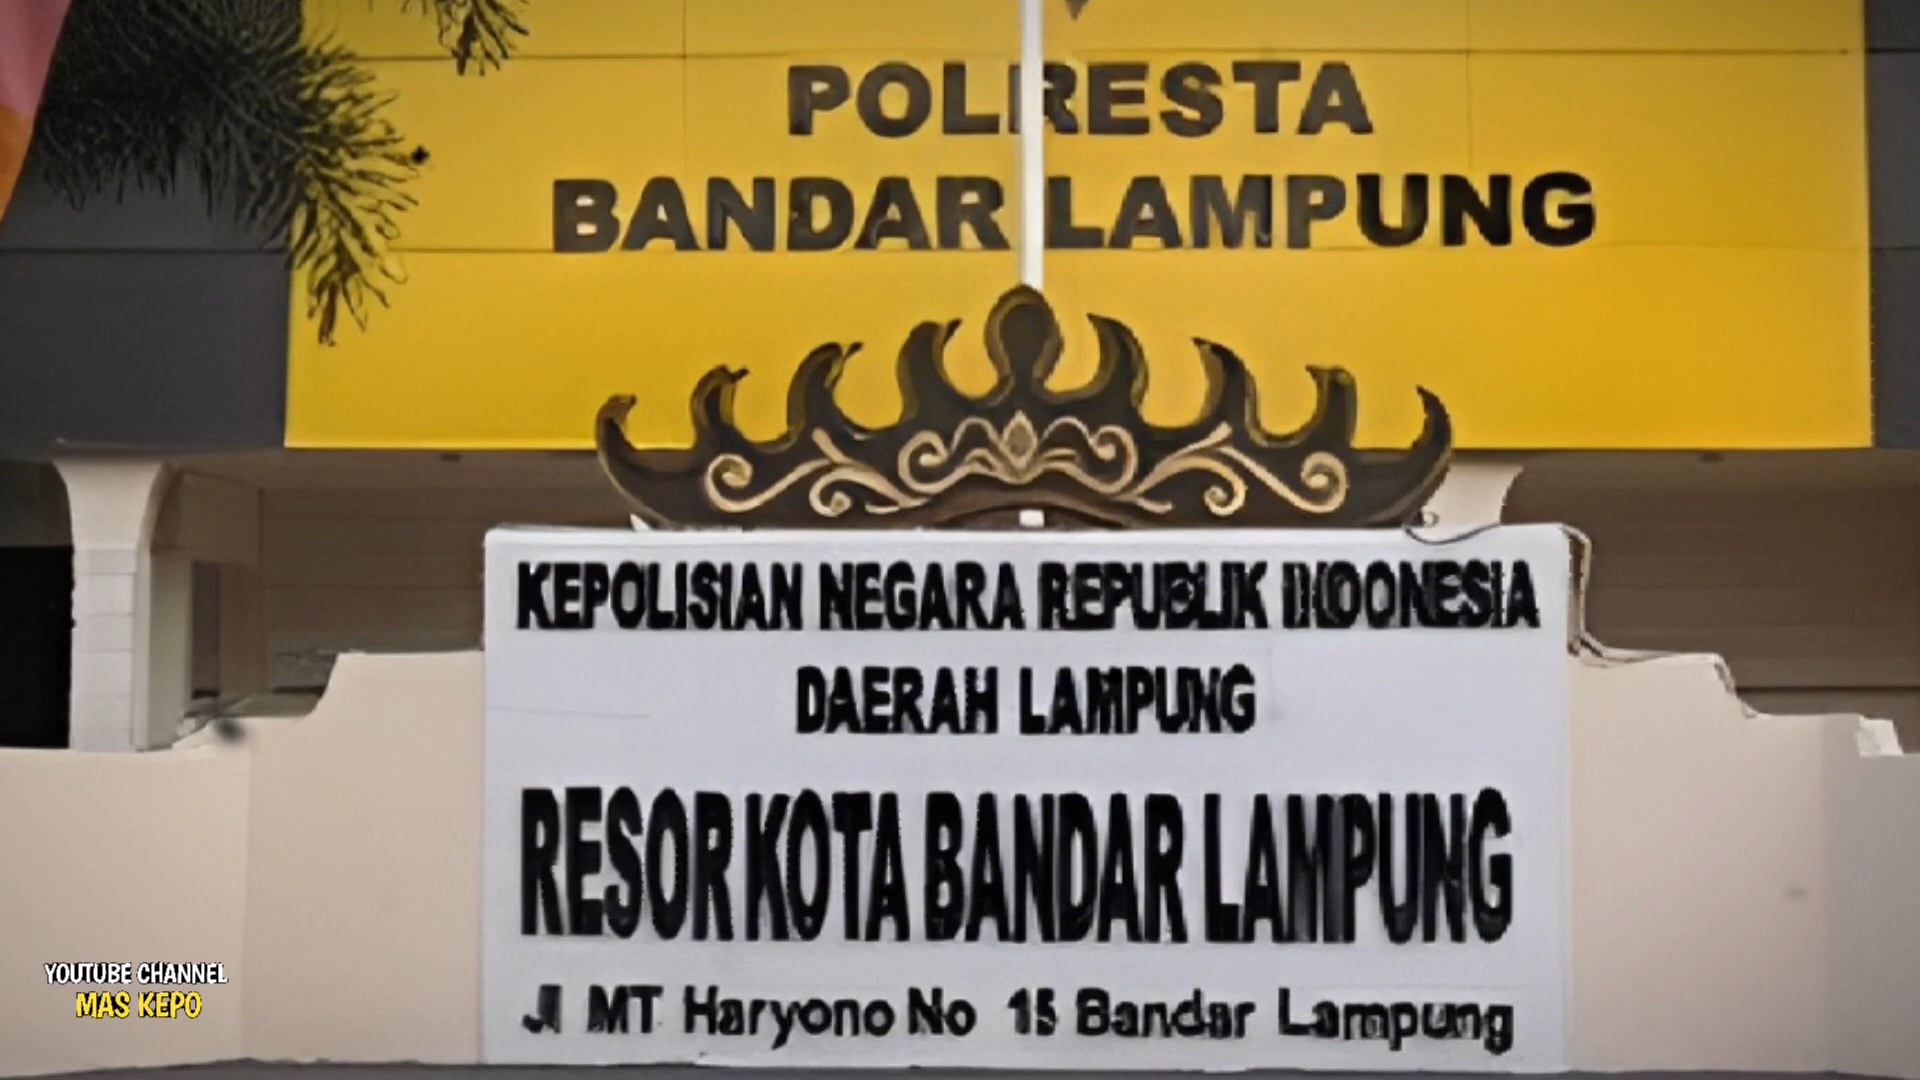 POLRESTA
BANDAR LAMPUNG
KEPOLISIAN NEGARA REPUBLIK INDONESIA
DAERAH LAMPUNG
RESOR KOTA BANDAR LAMPUNG
Jl MT Haryono No 15 Bandar Lampung
YOUTUBE CHANNEL
MAS KEPO